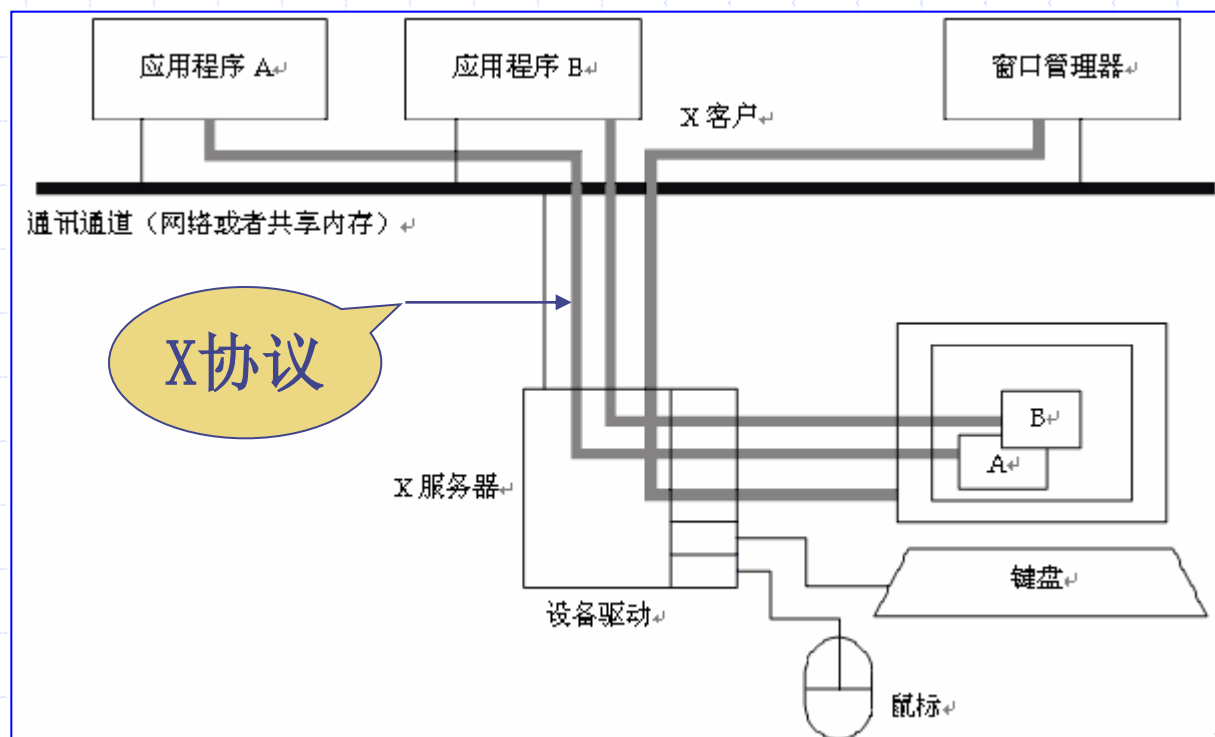 应用程序 A↵
应用程序 B↵
窗口管理器↵
X 客户↵
通讯通道（网络或者共享内存）↵
X协议
B↵
A↵
X 服务器↵
键盘↵
设备驱动↵
鼠标↵